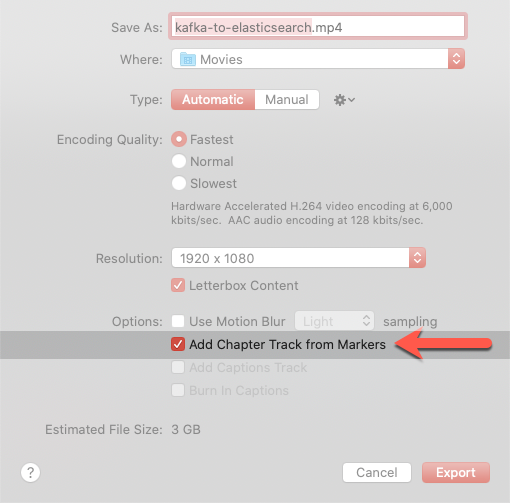 Save As: kafka-to-elasticsearch.mp4
Where: Movies
Type: Automatic Manual
Encoding Quality: Fastest
Normal
Slowest
Hardware Accelerated H.264 video encoding at 6,000
kbits/sec. AAC audio encoding at 128 kbits/sec.
Resolution: 1920 x 1080
Letterbox Content
Options: Use Motion Blur Light sampling
Add Chapter Track from Markers
Add Captions Track
Burn In Captions
Estimated File Size: 3 GB
? Cancel Export